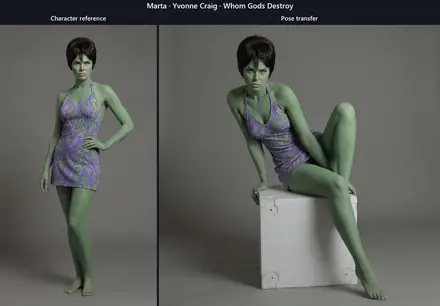 Marta · Yvonne Craig · Whom Gods Destroy
Character reference
Pose transfer